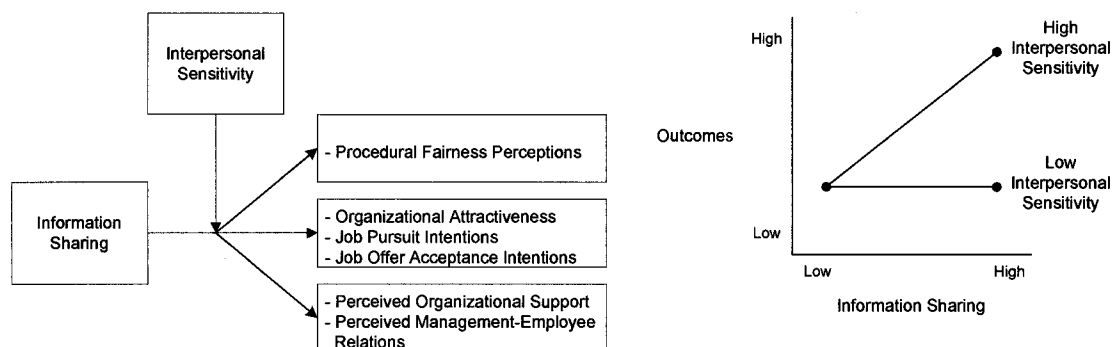 Interpersonal
Sensitivity
Information
Sharing
- Procedural Fairness Perceptions
- Organizational Attractiveness
- Job Pursuit Intentions
- Job Offer Acceptance Intentions
- Perceived Organizational Support
- Perceived Management-Employee
Relations
High
Outcomes
Low
High
Interpersonal
Sensitivity
Low
Interpersonal
Sensitivity
Low
High
Information Sharing